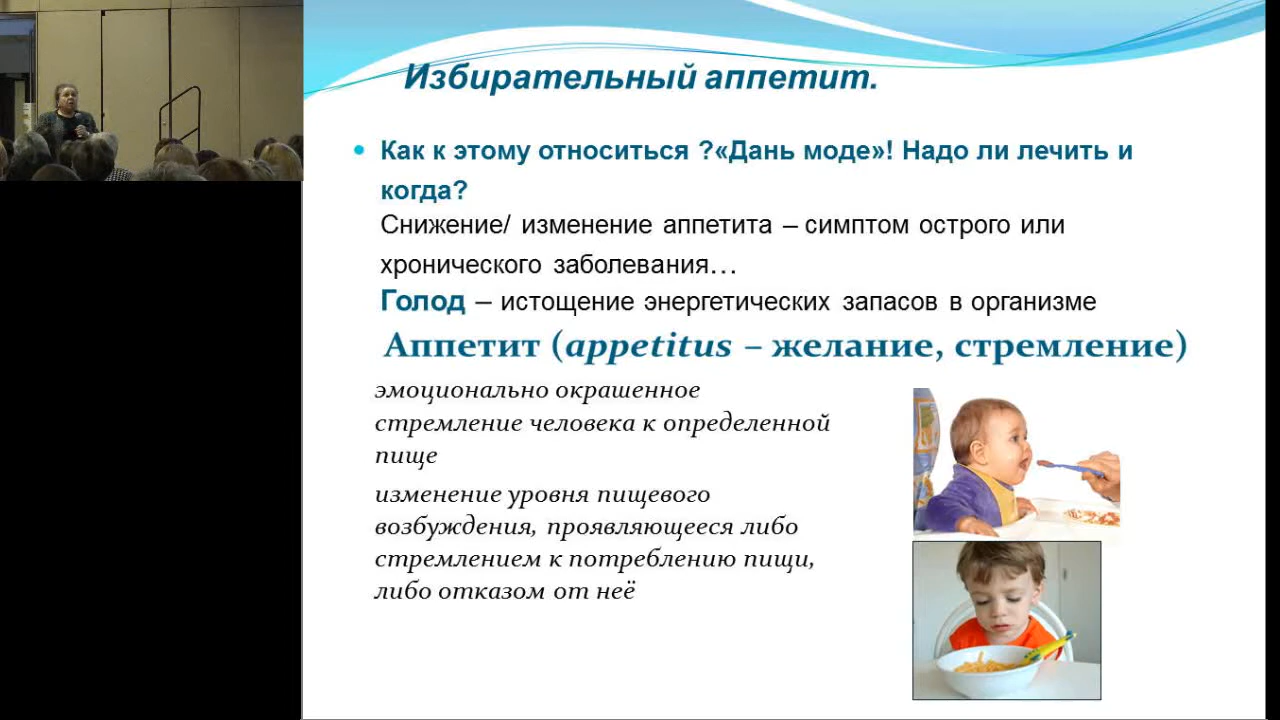 Избирательный аппетит.
Как к этому относиться ?«Дань моде»! Надо ли лечить и
когда?
Снижение/ изменение аппетита – симптом острого или
хронического заболевания…
Голод – истощение энергетических запасов в организме
Аппетит (appetitus – желание, стремление)
эмоционально окрашенное
стремление человека к определенной
пище
изменение уровня пищевого
возбуждения, проявляющееся либо
стремлением к потреблению пищи,
либо отказом от неё